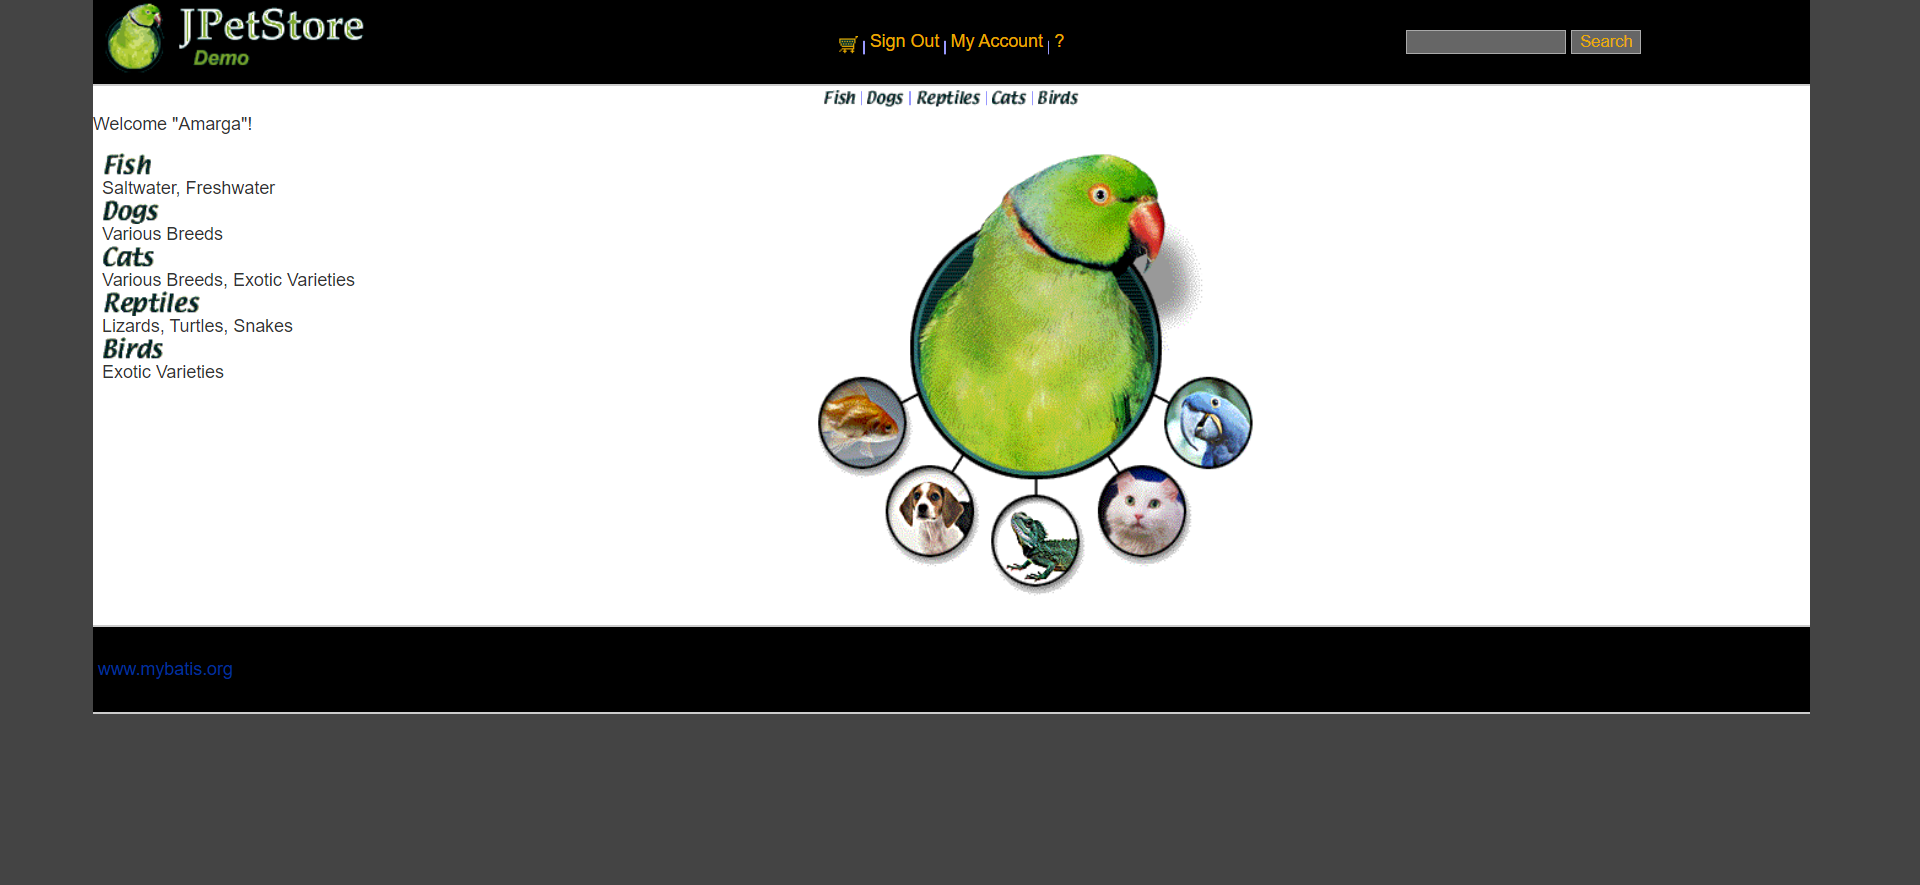 JPetStore
Demo
Sign Out | My Account | ?
Search
Fish | Dogs | Reptiles | Cats | Birds
Welcome "Amarga"!
Fish
Saltwater, Freshwater
Dogs
Various Breeds
Cats
Various Breeds, Exotic Varieties
Reptiles
Lizards, Turtles, Snakes
Birds
Exotic Varieties
www.mybatis.org